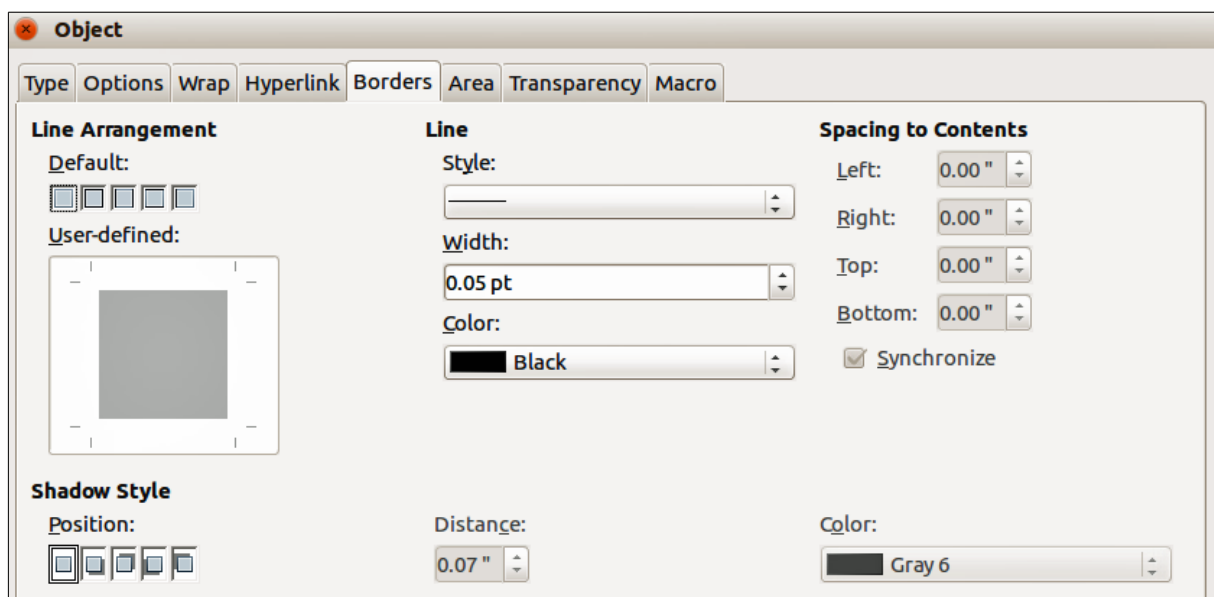 Object
Type Options Wrap Hyperlink Borders Area Transparency Macro
Line Arrangement
Default:
User-defined:
Line
Style:
Width:
0.05 pt
Color:
Black
Spacing to Contents
Left: 0.00 "
Right: 0.00 "
Top: 0.00 "
Bottom: 0.00 "
Synchronize
Shadow Style
Position:
Distance:
0.07 "
Color:
Gray 6